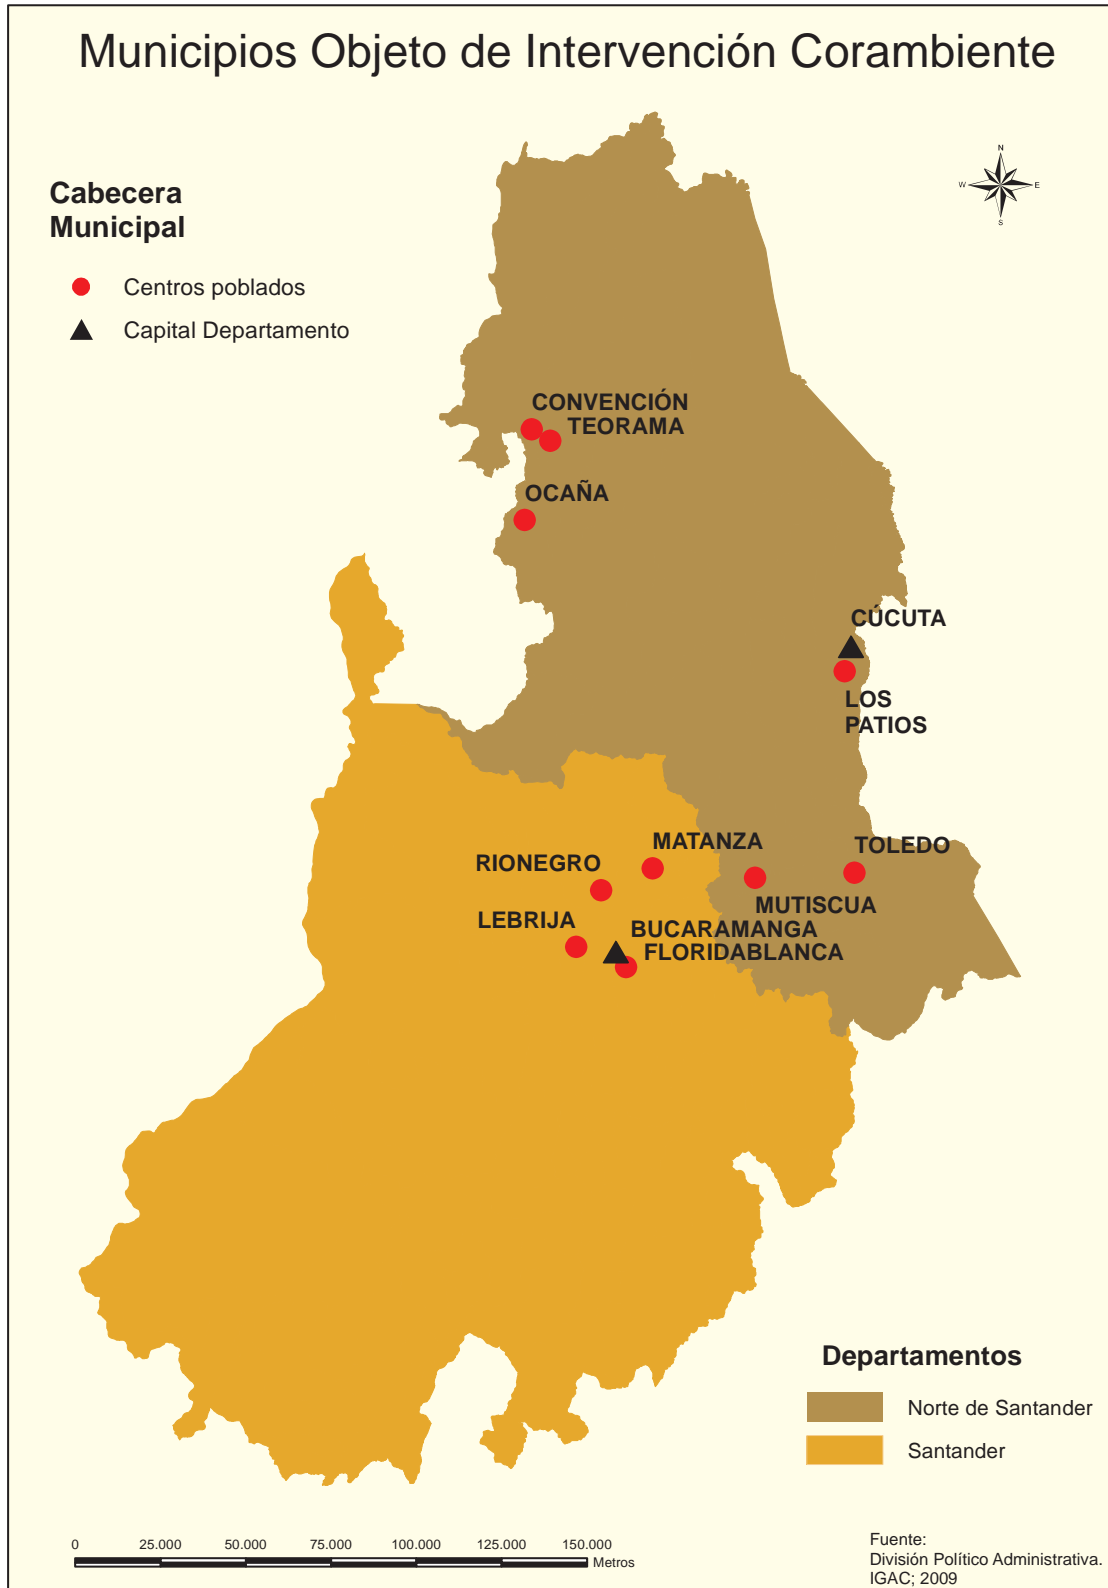 Municipios Objeto de Intervención Corambiente
N
W
E
S
Cabecera
Municipal
Centros poblados
Capital Departamento
CONVENCIÓN
TEORAMA
OCAÑA
CÚCUTA
LOS
PATIOS
MATANZA
TOLEDO
RIONEGRO
MUTISCUA
LEBRIJA
BUCARAMANGA
FLORIDABLANCA
Departamentos
Norte de Santander
Santander
0 25.000 50.000 75.000 100.000 125.000 150.000
Metros
Fuente:
División Político Administrativa.
IGAC; 2009